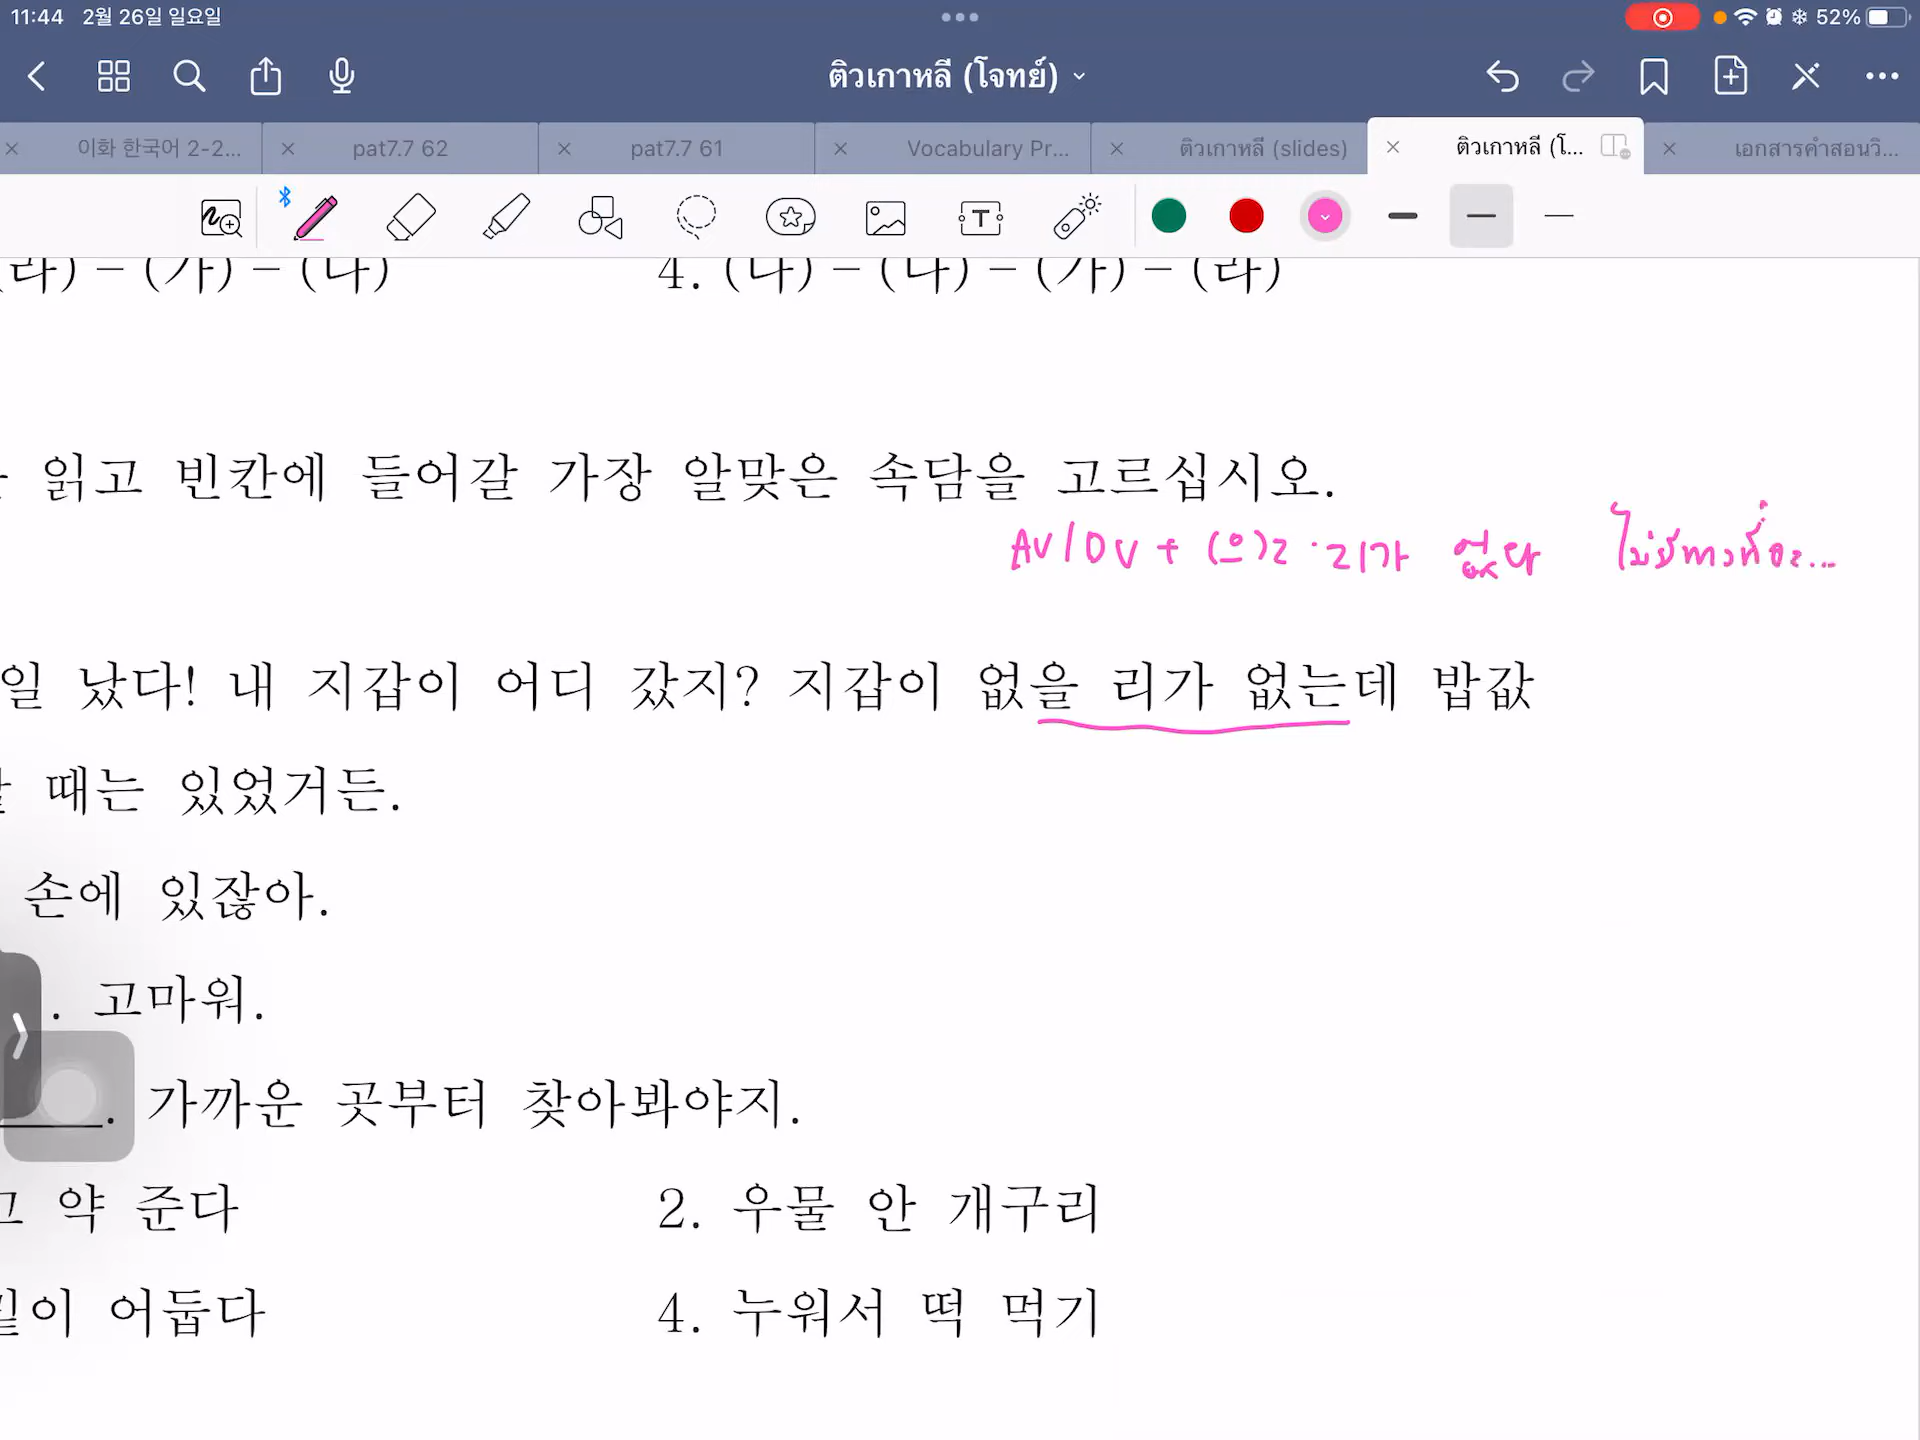 11:44 2월 26일 일요일 52%
ติวเกาหลี (โจทย์)
이화 한국어 2-2... pat7.7 62 pat7.7 61 Vocabulary Pr... ติวเกาหลี (slides) ติวเกาหลี (โ... เอกสารคำสอนวิ...
라) – (가) – (나) 4. (나) – (나) – (가) – (라)
읽고 빈칸에 들어갈 가장 알맞은 속담을 고르십시오.
AV/DV + (으)ㄹ 리가 없다 ไม่มีทางที่จะ...
일 났다! 내 지갑이 어디 갔지? 지갑이 없을 리가 없는데 밥값
때는 있었거든.
손에 있잖아.
. 고마워.
. 가까운 곳부터 찾아봐야지.
약 준다 2. 우물 안 개구리
밑이 어둡다 4. 누워서 떡 먹기